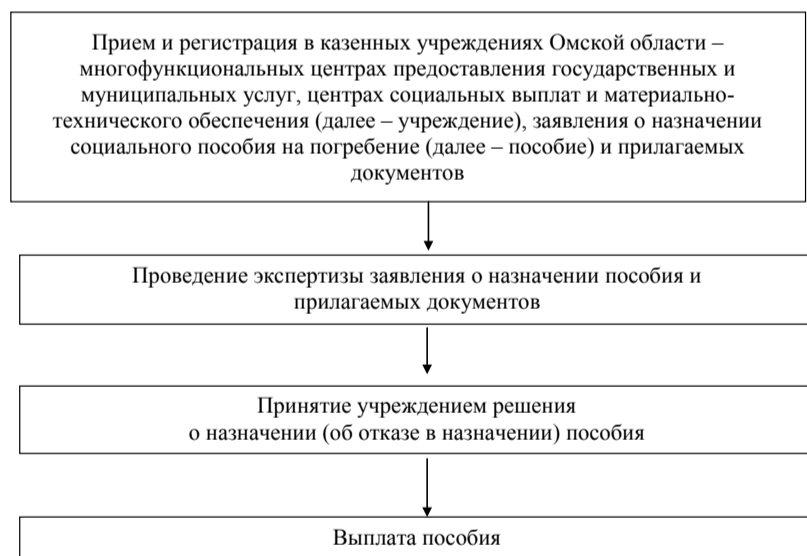 Прием и регистрация в казенных учреждениях Омской области –
многофункциональных центрах предоставления государственных и
муниципальных услуг, центрах социальных выплат и материально-
технического обеспечения (далее – учреждение), заявления о назначении
социального пособия на погребение (далее – пособие) и прилагаемых
документов
Проведение экспертизы заявления о назначении пособия и
прилагаемых документов
Принятие учреждением решения
о назначении (об отказе в назначении) пособия
Выплата пособия